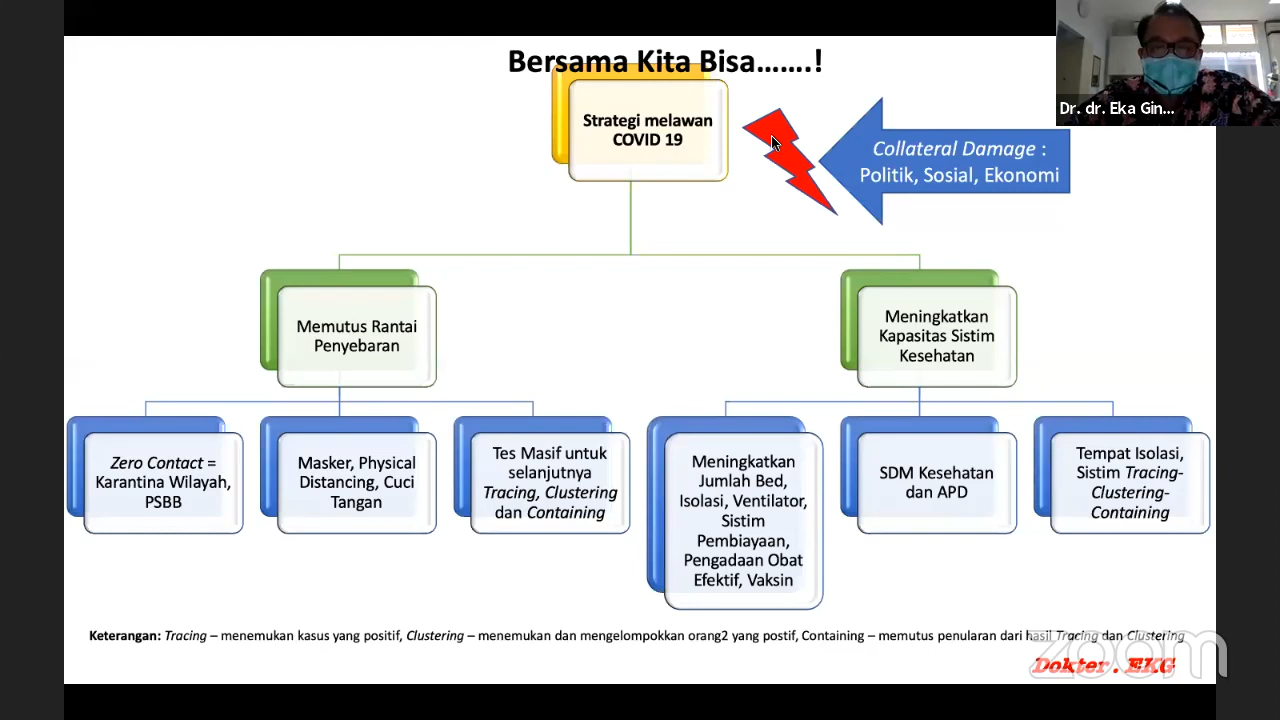 Bersama Kita Bisa.......!
Dr. dr. Eka Gin...
Strategi melawan
COVID 19
Collateral Damage :
Politik, Sosial, Ekonomi
Memutus Rantai
Penyebaran
Meningkatkan
Kapasitas Sistim
Kesehatan
Zero Contact =
Karantina Wilayah,
PSBB
Masker, Physical
Distancing, Cuci
Tangan
Tes Masif untuk
selanjutnya
Tracing, Clustering
dan Containing
Meningkatkan
Jumlah Bed,
Isolasi, Ventilator,
Sistim
Pembiayaan,
Pengadaan Obat
Efektif, Vaksin
SDM Kesehatan
dan APD
Tempat Isolasi,
Sistim Tracing-
Clustering-
Containing
Keterangan: Tracing – menemukan kasus yang positif, Clustering – menemukan dan mengelompokkan orang2 yang postif, Containing – memutus penularan dari hasil Tracing dan Clustering
Dokter . EKG
zoom